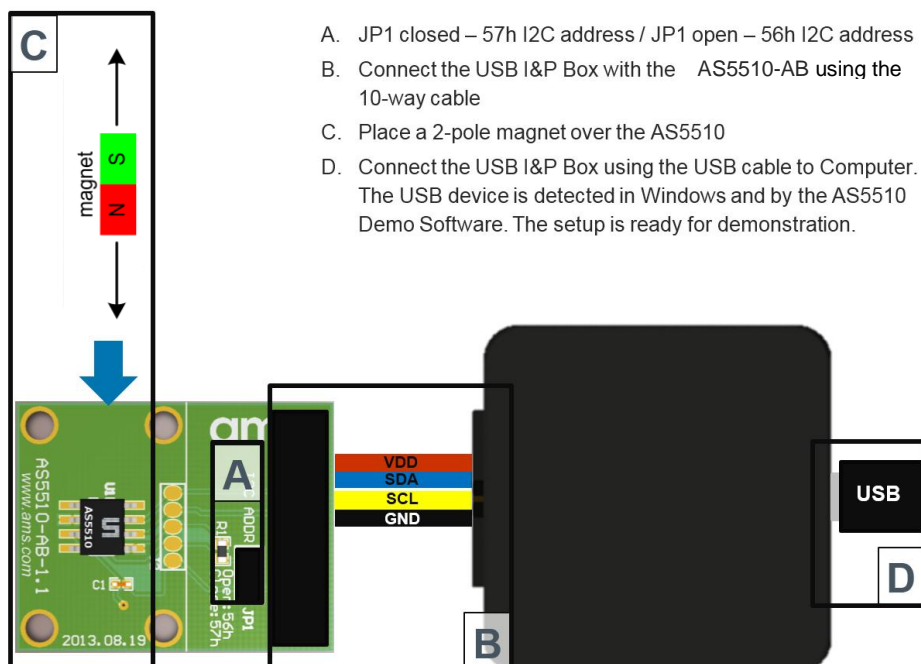 C
A. JP1 closed – 57h I2C address / JP1 open – 56h I2C address
B. Connect the USB I&P Box with the AS5510-AB using the
10-way cable
C. Place a 2-pole magnet over the AS5510
D. Connect the USB I&P Box using the USB cable to Computer.
The USB device is detected in Windows and by the AS5510
Demo Software. The setup is ready for demonstration.
magnet
S
N
am
A
ADDR
R1
Open:56h
57h
JP1
AS5510-AB-1.1
www.ams.com
U1
AS5510
C1
2013.08.19
VDD
SDA
SCL
GND
B
USB
D